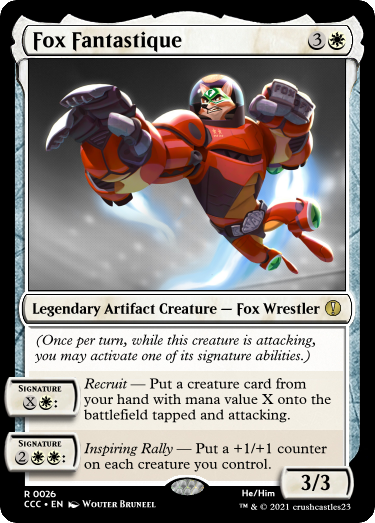 Fox Fantastique 3
FOX
Legendary Artifact Creature — Fox Wrestler
(Once per turn, while this creature is attacking,
you may activate one of its signature abilities.)
SIGNATURE
X :
Recruit — Put a creature card from
your hand with mana value X onto the
battlefield tapped and attacking.
SIGNATURE
2 :
Inspiring Rally — Put a +1/+1 counter
on each creature you control.
3/3
R 0026
CCC • EN Wouter Bruneel
He/Him
™ & © 2021 crushcastles23